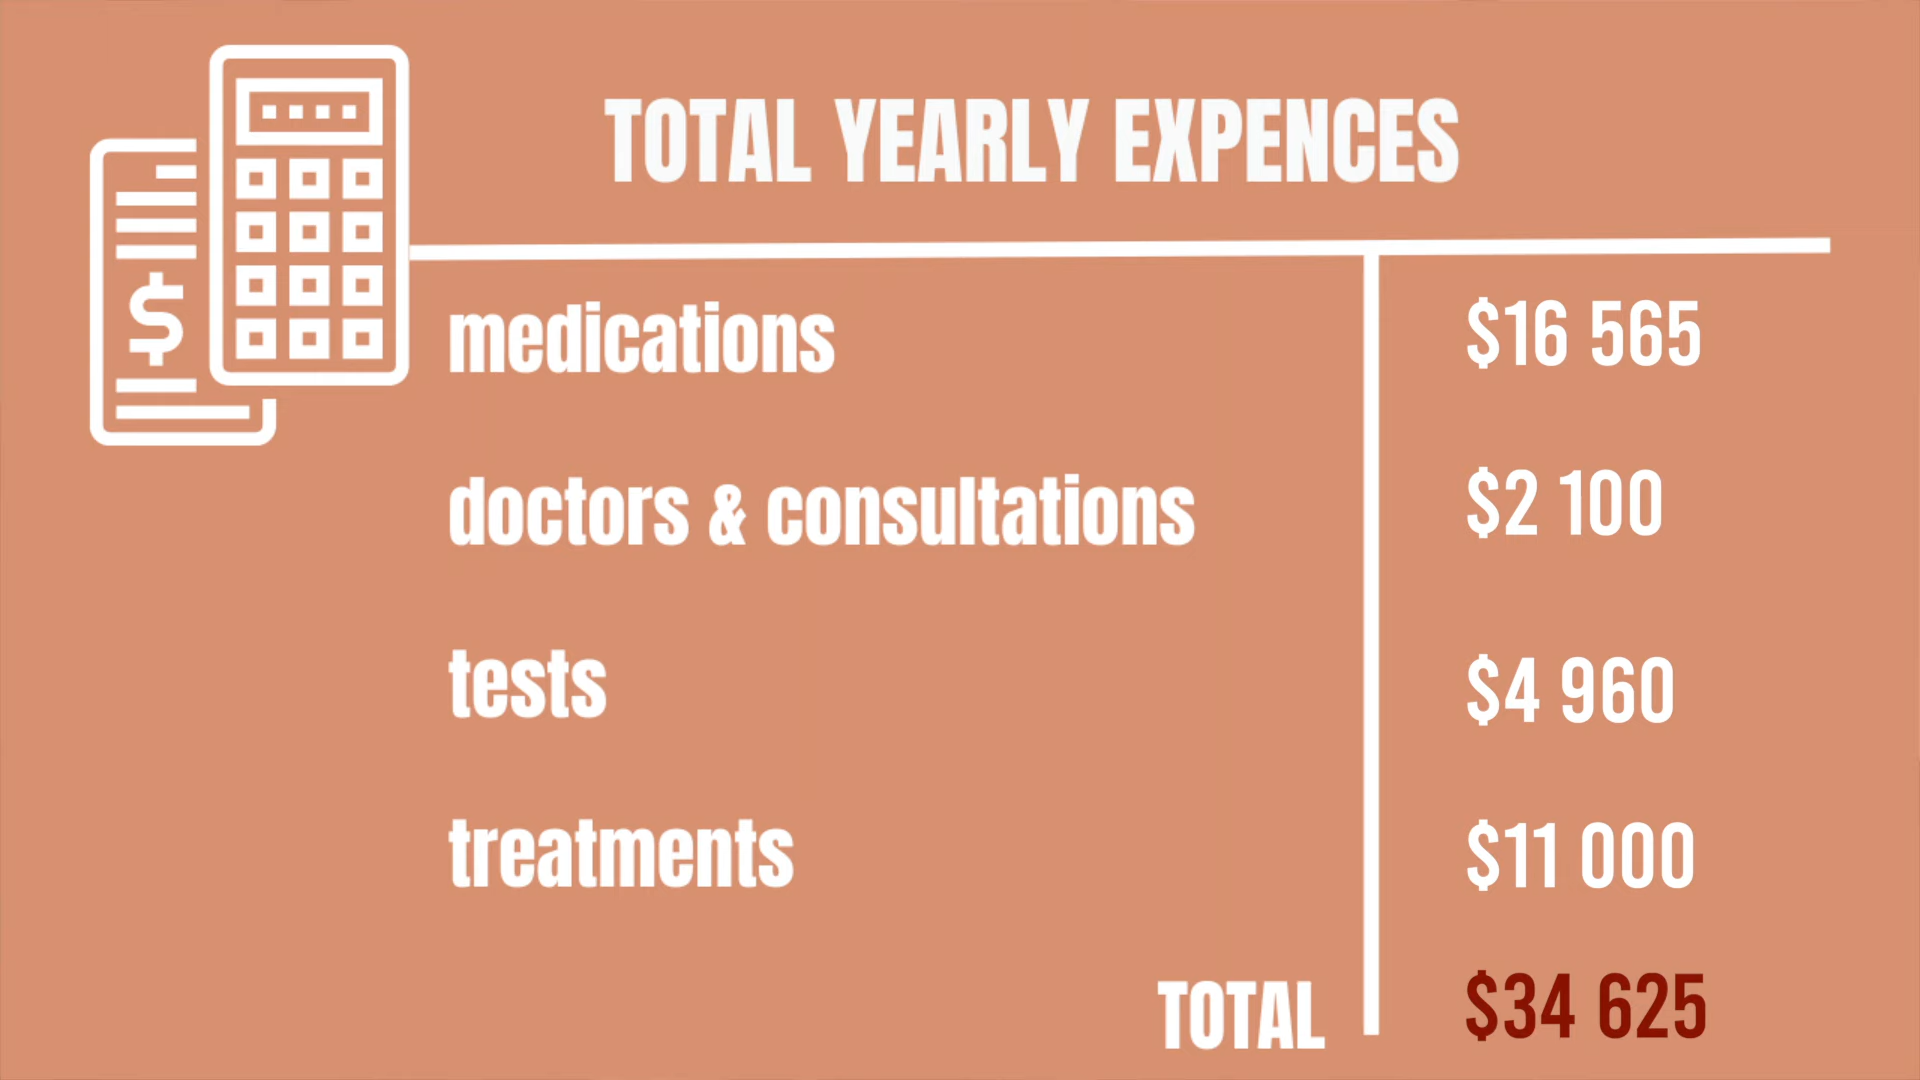 TOTAL YEARLY EXPENCES
medications $16 565
doctors & consultations $2 100
tests $4 960
treatments $11 000
TOTAL $34 625